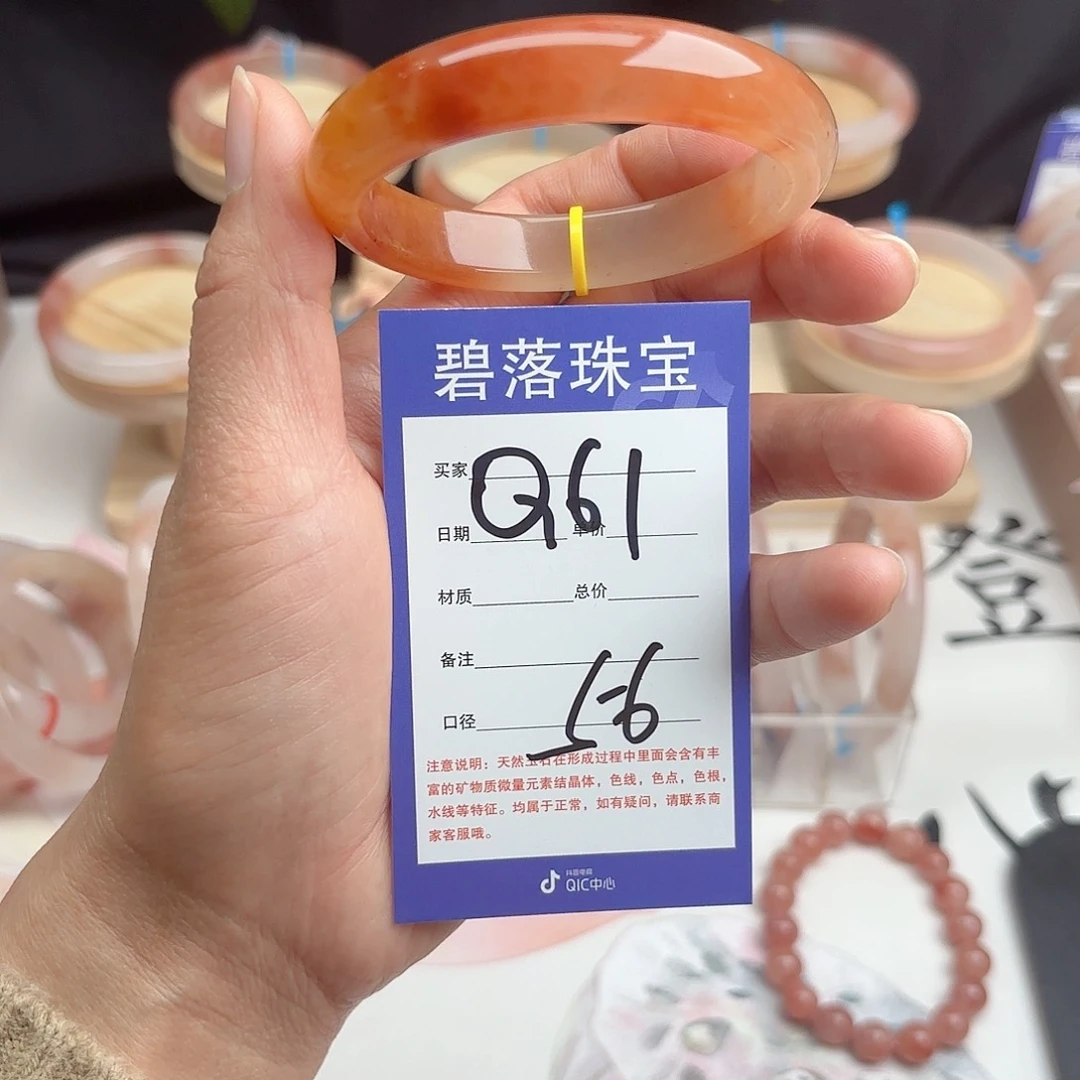 碧落珠宝
买家 Q61
日期 单价
材质 总价
备注
口径 56
注意说明：天然玉石在形成过程中里面会含有丰
富的矿物质微量元素结晶体，色线，色点，色根，
水线等特征。均属于正常，如有疑问，请联系商
家客服哦。
抖音电商
QIC中心
登